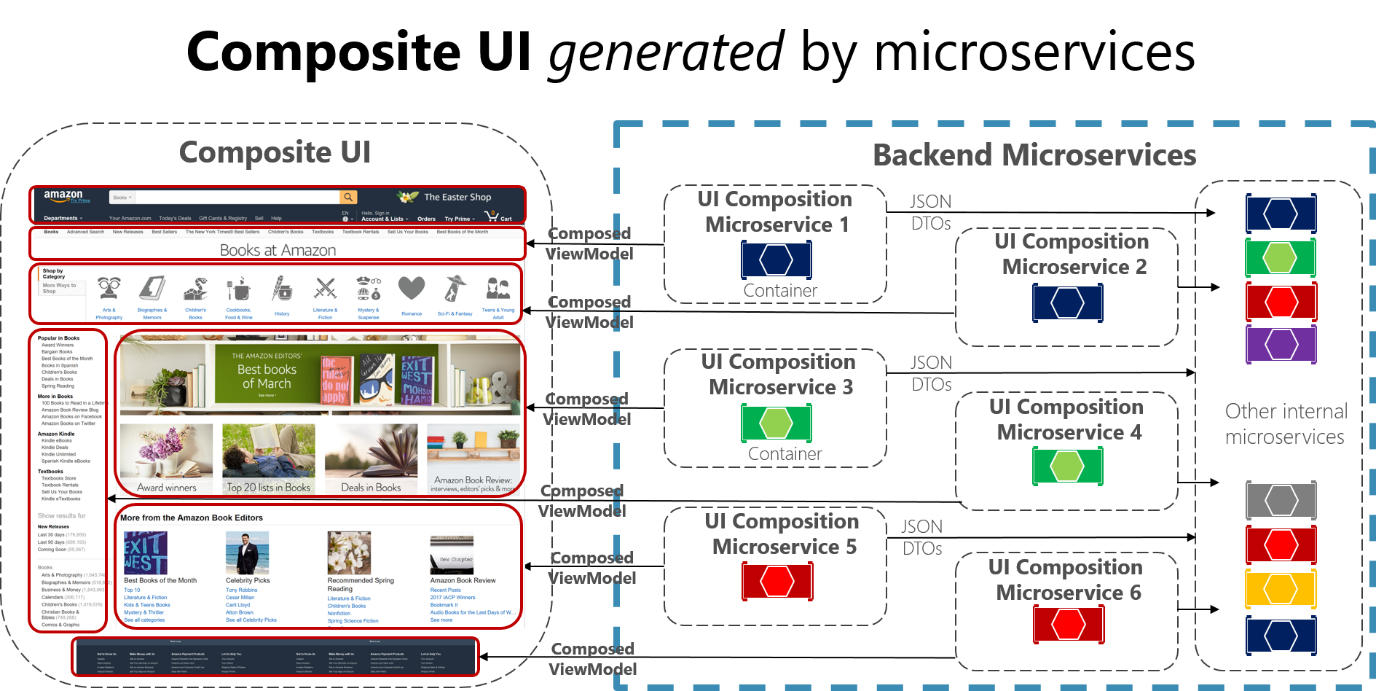 Composite UI generated by microservices
Composite UI
Backend Microservices
amazon
Try Prime
Books
The Easter Shop
Departments
Your Amazon.com Today's Deals Gift Cards & Registry Sell Help
EN
Hello. Sign in
Account & Lists
Orders
Try Prime
0
Cart
Books Advanced Search New Releases Best Sellers The New York Times® Best Sellers Children's Books Textbooks Textbook Rentals Sell Us Your Books Best Books of the Month
Books at Amazon
Shop by
Category
More Ways to
Shop
Arts &
Photography
Biographies &
Memoirs
Children's
Books
Cookbooks,
Food & Wine
History
Literature &
Fiction
Mystery &
Suspense
Romance
Sci-Fi & Fantasy
Teens & Young
Adult
Popular in Books
Award Winners
Bargain Books
Best Books of the Month
Books in Spanish
Children's Books
Deals in Books
Spring Reading
More in Books
100 Books to Read in a Lifetim
Amazon Book Review Blog
Amazon Books on Facebook
Amazon Books on Twitter
Amazon Kindle
Kindle eBooks
Kindle Deals
Kindle Unlimited
Spanish Kindle eBooks
Textbooks
Textbooks Store
Textbook Rentals
Sell Us Your Books
Kindle eTextbooks
Show results for
New Releases
Last 30 days
Last 90 days
Coming Soon
Books
Arts & Photography
Biographies & Memoirs
Business & Money
Calendars
Children's Books
Christian Books &
Bibles
Comics & Graphic
THE AMAZON EDITORS'
Best books
of March
See more ›
the rules
do not
apply
EXIT
WEST
MOHSIN
HAMID
Award winners
Top 20 lists in Books
Deals in Books
Amazon Book Review:
interviews, editors' picks & more
More from the Amazon Book Editors
EXIT
WEST
Best Books of the Month
Top 10
Literature & Fiction
Kids & Teens Books
Mystery & Thriller
See all categories
Celebrity Picks
Tony Robbins
Cesar Millan
Carli Lloyd
Alton Brown
See all Celebrity Picks
Recommended Spring
Reading
Literature & Fiction
Children's Books
Nonfiction
Spring Science Fiction
New Chapters
Amazon Book Review
Recent Posts
2017 IACP Winners
Bookmark It
Audio Books for the Last Days of W...
See more
Composed
ViewModel
Composed
ViewModel
Composed
ViewModel
Composed
ViewModel
Composed
ViewModel
Composed
ViewModel
UI Composition
Microservice 1
Container
JSON
DTOs
UI Composition
Microservice 2
UI Composition
Microservice 3
Container
JSON
DTOs
UI Composition
Microservice 4
UI Composition
Microservice 5
JSON
DTOs
UI Composition
Microservice 6
Other internal
microservices